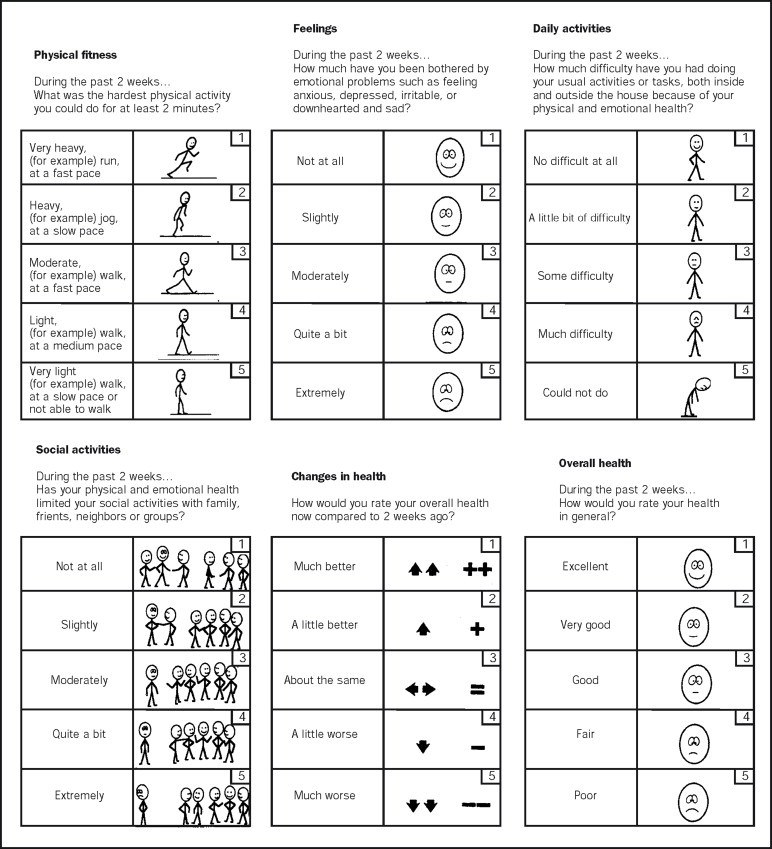 Physical fitness
During the past 2 weeks…
What was the hardest physical activity
you could do for at least 2 minutes?
Very heavy,
(for example) run,
at a fast pace
1
Heavy,
(for example) jog,
at a slow pace
2
Moderate,
(for example) walk,
at a fast pace
3
Light,
(for example) walk,
at a medium pace
4
Very light
(for example) walk,
at a slow pace or
not able to walk
5
Feelings
During the past 2 weeks…
How much have you been bothered by
emotional problems such as feeling
anxious, depressed, irritable, or
downhearted and sad?
Not at all
1
Slightly
2
Moderately
3
Quite a bit
4
Extremely
5
Daily activities
During the past 2 weeks…
How much difficulty have you had doing
your usual activities or tasks, both inside
and outside the house because of your
physical and emotional health?
No difficult at all
1
A little bit of difficulty
2
Some difficulty
3
Much difficulty
4
Could not do
5
Social activities
During the past 2 weeks…
Has your physical and emotional health
limited your social activities with family,
frients, neighbors or groups?
Not at all
1
Slightly
2
Moderately
3
Quite a bit
4
Extremely
5
Changes in health
How would you rate your overall health
now compared to 2 weeks ago?
Much better
1
A little better
2
About the same
3
A little worse
4
Much worse
5
Overall health
During the past 2 weeks…
How would you rate your health
in general?
Excellent
1
Very good
2
Good
3
Fair
4
Poor
5